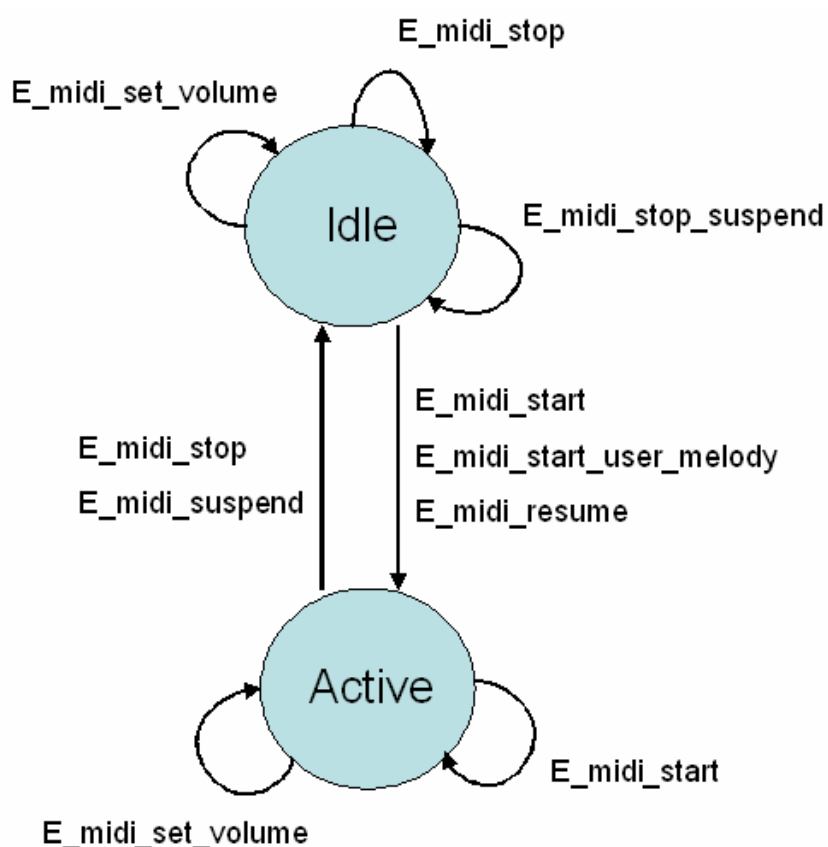 E_midi_stop
E_midi_set_volume
Idle
E_midi_stop_suspend
E_midi_start
E_midi_stop
E_midi_start_user_melody
E_midi_suspend
E_midi_resume
Active
E_midi_start
E_midi_set_volume